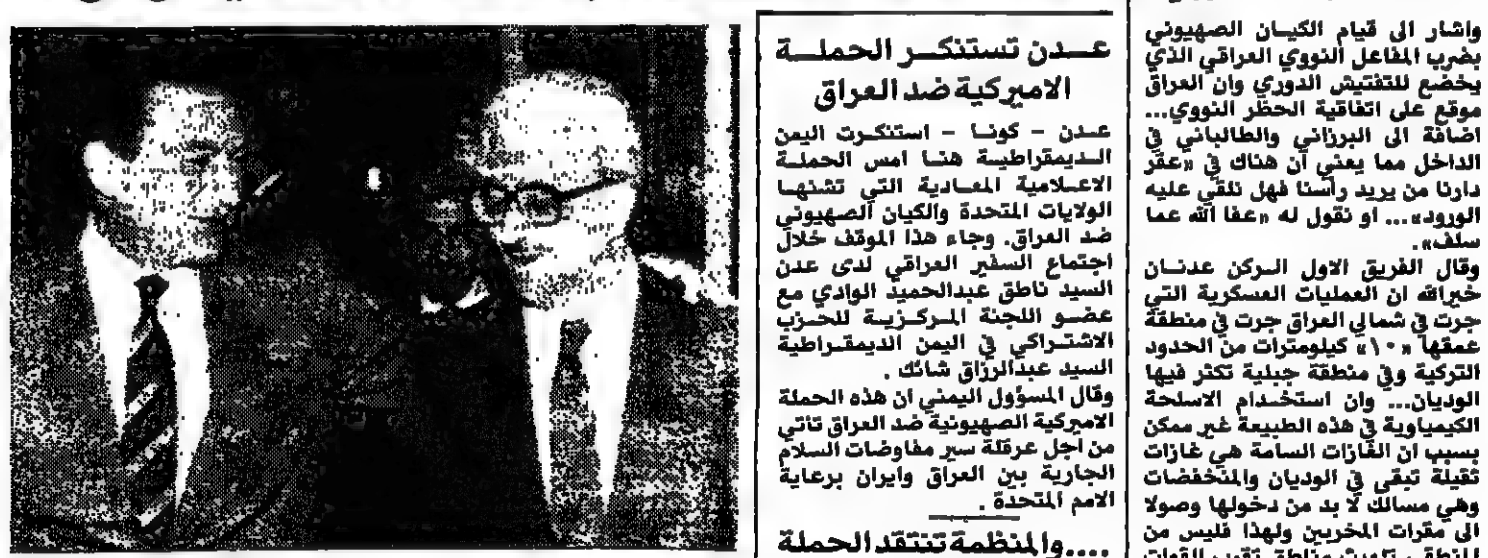 واشار الى قيام الكيان الصهيوني
بضرب المفاعل النووي العراقي الذي
يخضع للتفتيش الدوري وان العراق
موقع على اتفاقية الحظر النووي...
اضافة الى البرزاني والطالباني في
الداخل مما يعني ان هناك في «عقر
دارنا من يريد راسنا فهل نلقي عليه
الورود»... او نقول له «عفا الله عما
سلف».
وقال الفريق الاول الركن عدنان
خيرالله ان العمليات العسكرية التي
جرت في شمالي العراق جرت في منطقة
عمقها «١٠» كيلومترات من الحدود
التركية وفي منطقة جبلية تكثر فيها
الوديان... وان استخدام الاسلحة
الكيمياوية في هذه الطبيعة غير ممكن
بسبب ان الغازات السامة هي غازات
ثقيلة تبقى في الوديان والمنخفضات
وهي مسالك لا بد من دخولها وصولا
الى مقرات المخربين ولهذا فليس من
عدن تستنكر الحملة
الاميركية ضد العراق
عدن - كونا - استنكرت اليمن
الديمقراطية هنا امس الحملة
الاعلامية المعادية التي تشنها
الولايات المتحدة والكيان الصهيوني
ضد العراق. وجاء هذا الموقف خلال
اجتماع السفير العراقي لدى عدن
السيد ناطق عبدالحميد الوادي مع
عضو اللجنة المركزية للحزب
الاشتراكي في اليمن الديمقراطية
السيد عبدالرزاق شائك .
وقال المسؤول اليمني ان هذه الحملة
الاميركية الصهيونية ضد العراق تأتي
من اجل عرقلة سير مفاوضات السلام
الجارية بين العراق وايران برعاية
الامم المتحدة .
....والمنظمة تنتقد الحملة